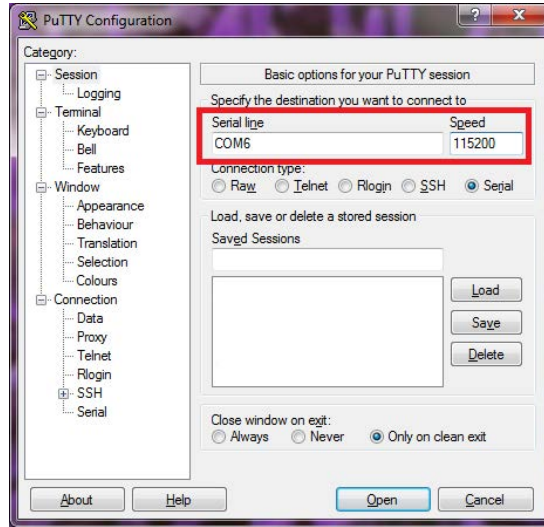 PuTTY Configuration
Category:
Session
Logging
Terminal
Keyboard
Bell
Features
Window
Appearance
Behaviour
Translation
Selection
Colours
Connection
Data
Proxy
Telnet
Rlogin
SSH
Serial
Basic options for your PuTTY session
Specify the destination you want to connect to
Serial line Speed
COM6 115200
Connection type:
Raw Telnet Rlogin SSH Serial
Load, save or delete a stored session
Saved Sessions
Load
Save
Delete
Close window on exit:
Always Never Only on clean exit
About Help Open Cancel